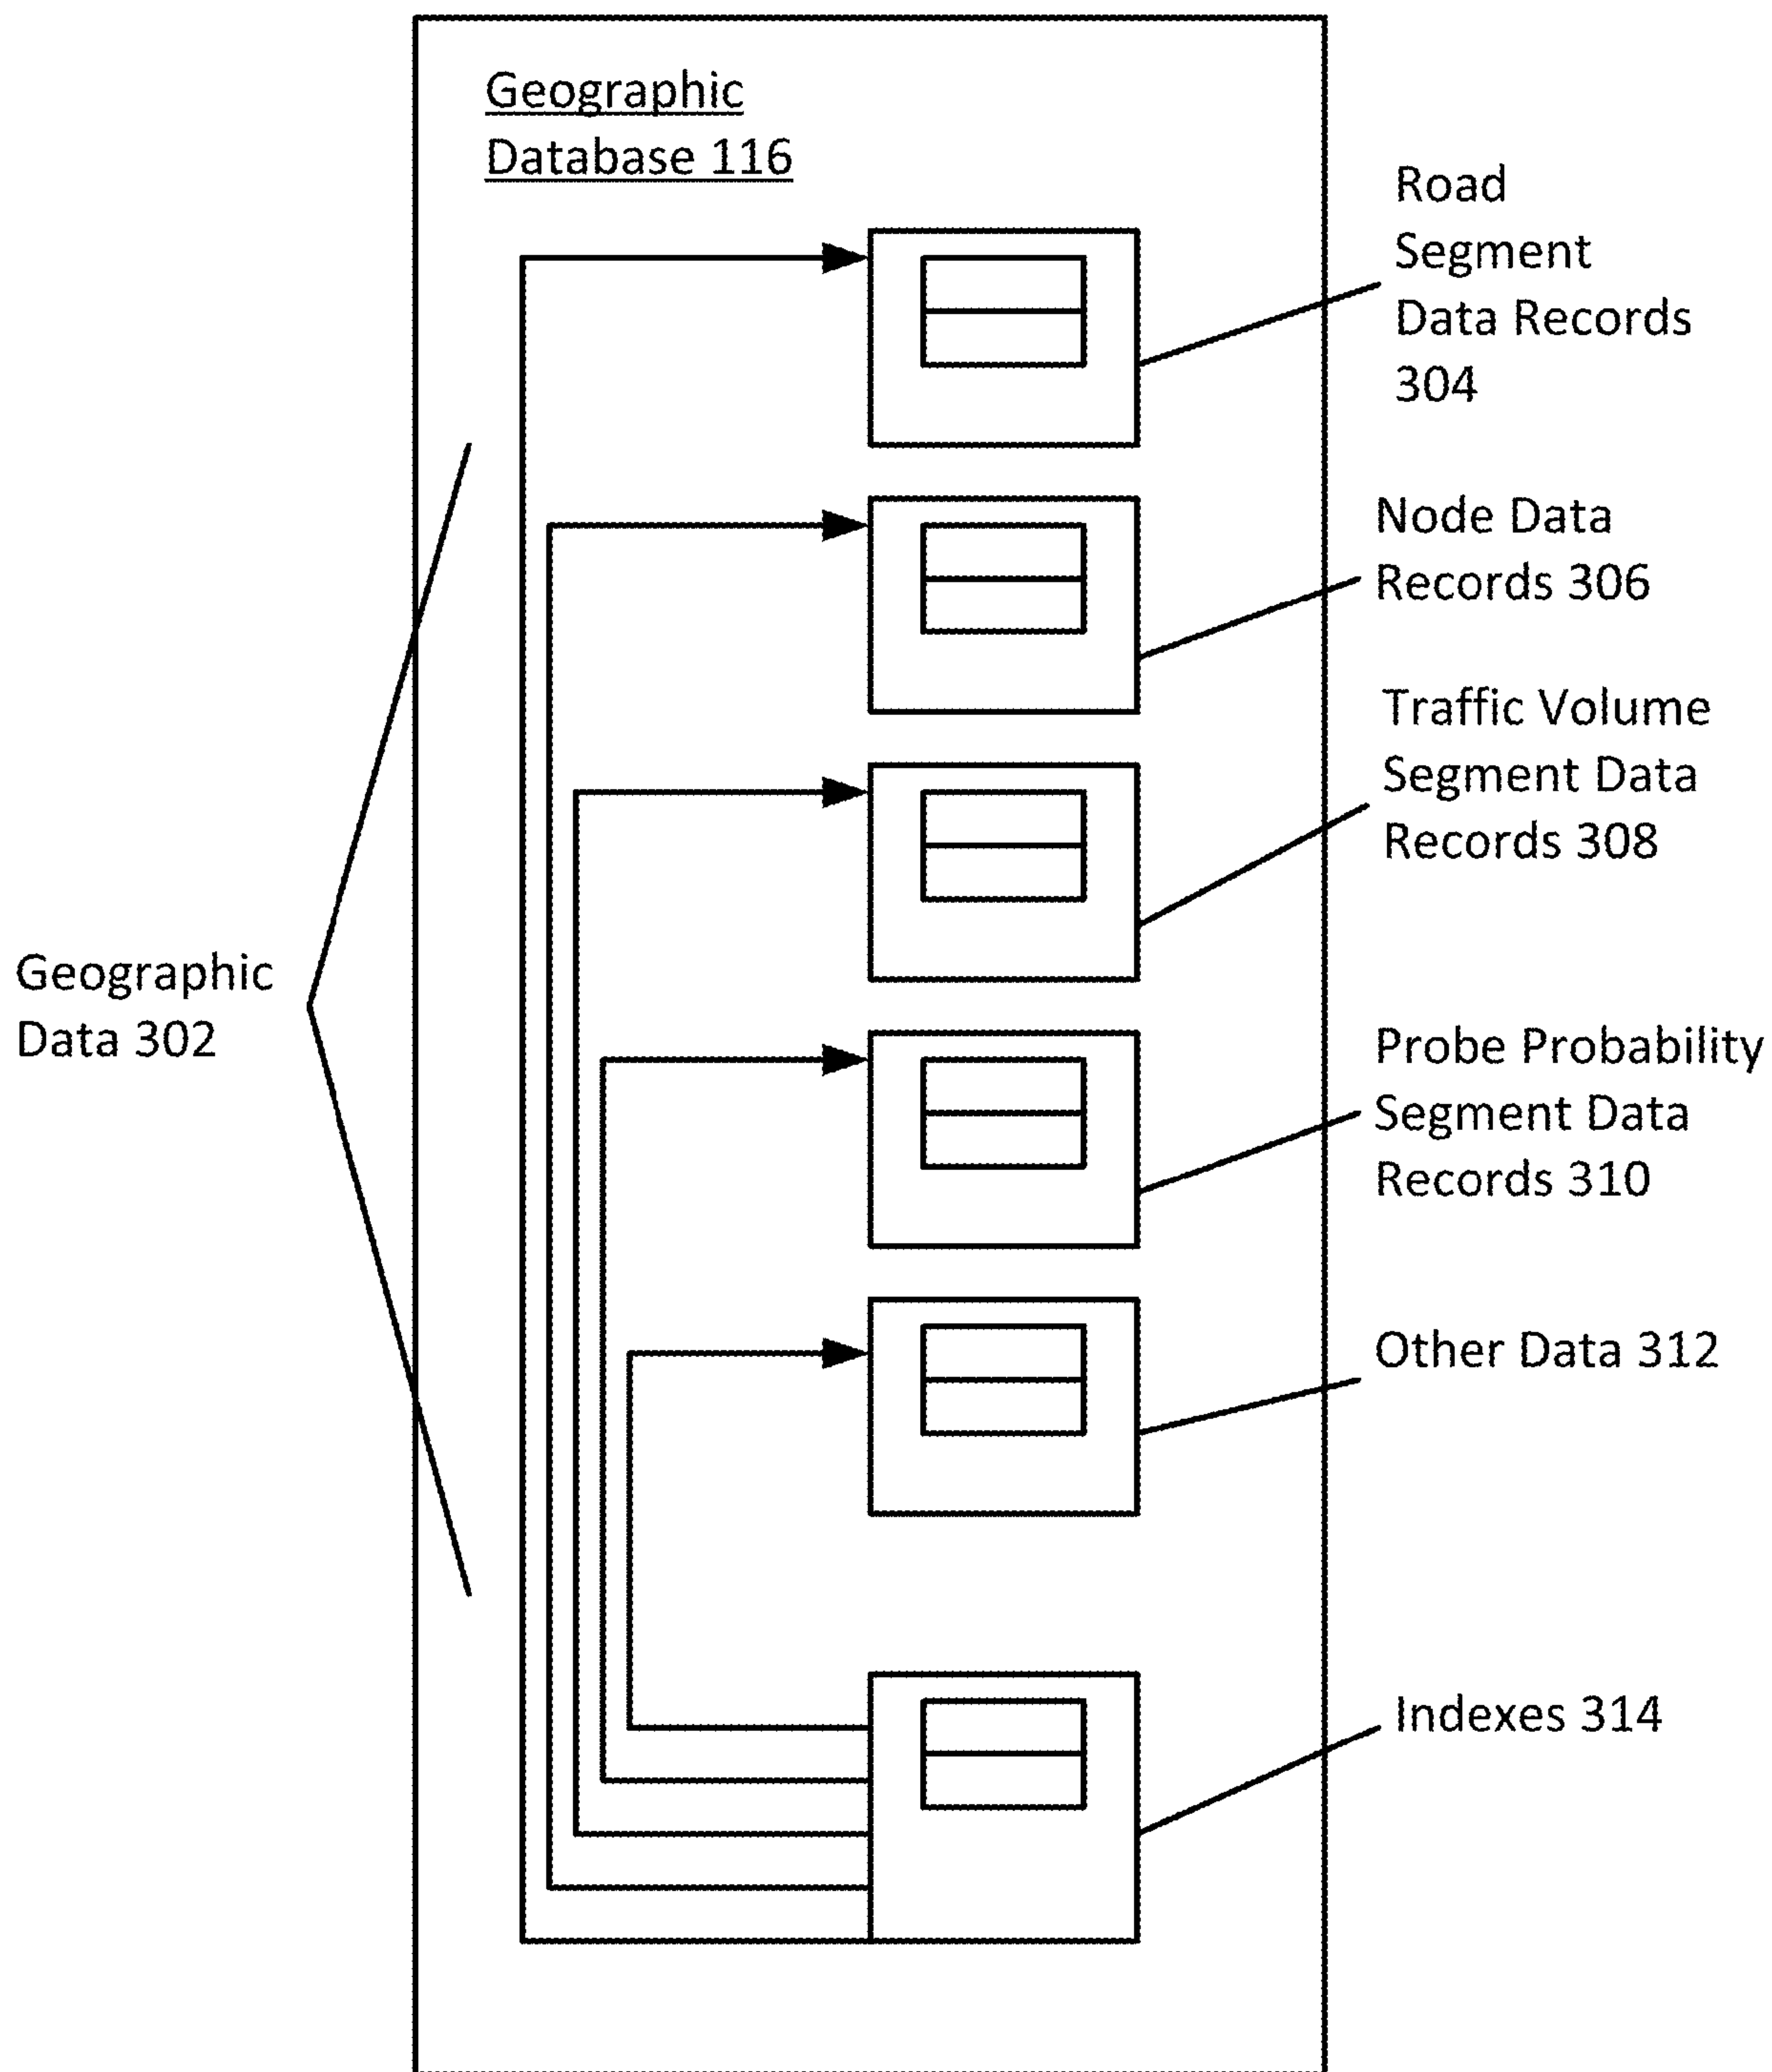 Geographic
Database 116
Road
Segment
Data Records
304
Node Data
Records 306
Traffic Volume
Segment Data
Records 308
Geographic
Data 302
Probe Probability
Segment Data
Records 310
Other Data 312
Indexes 314